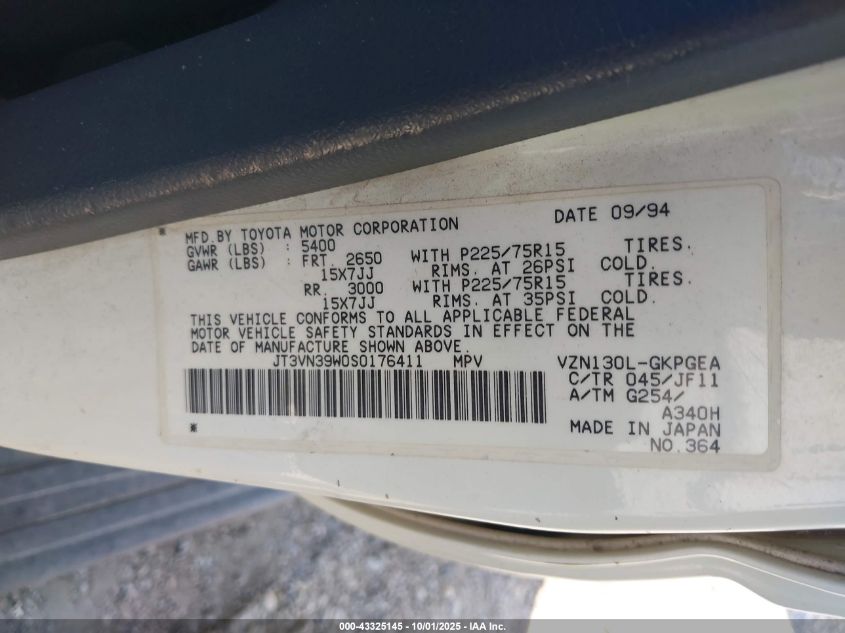 MFD. BY TOYOTA MOTOR CORPORATION DATE 09/94
GVWR (LBS) : 5400
GAWR (LBS) : FRT. 2650 WITH P225/75R15 TIRES.
15X7JJ RIMS. AT 26PSI COLD.
RR. 3000 WITH P225/75R15 TIRES.
15X7JJ RIMS. AT 35PSI COLD.
THIS VEHICLE CONFORMS TO ALL APPLICABLE FEDERAL
MOTOR VEHICLE SAFETY STANDARDS IN EFFECT ON THE
DATE OF MANUFACTURE SHOWN ABOVE.
JT3VN39W0S0176411 MPV VZN130L-GKPGEA
C/TR 045/JF11
A/TM G254/
A340H
MADE IN JAPAN
NO.364
000-43325145 - 10/01/2025 - IAA Inc.